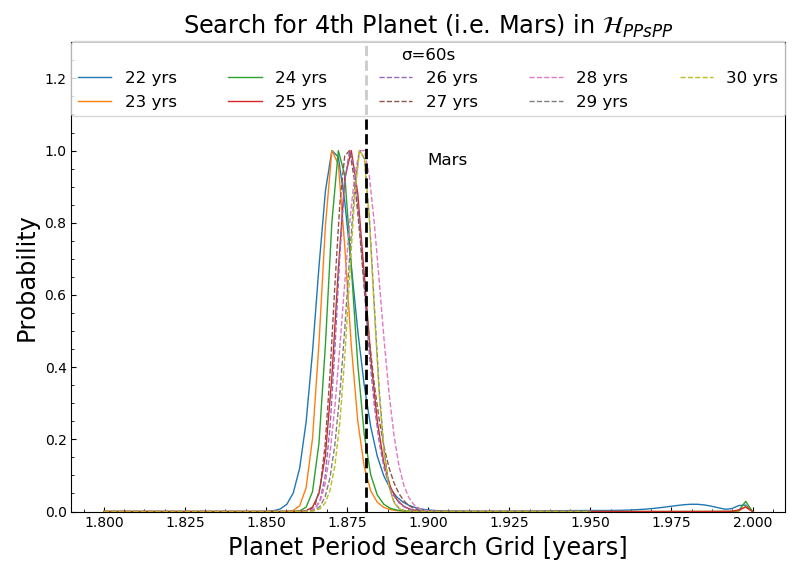 Search for 4th Planet (i.e. Mars) in ℋ_PPsPP
σ=60s
22 yrs 24 yrs 26 yrs 28 yrs 30 yrs
23 yrs 25 yrs 27 yrs 29 yrs
Mars
Probability
1.2
1.0
0.8
0.6
0.4
0.2
0.0
1.800 1.825 1.850 1.875 1.900 1.925 1.950 1.975 2.000
Planet Period Search Grid [years]